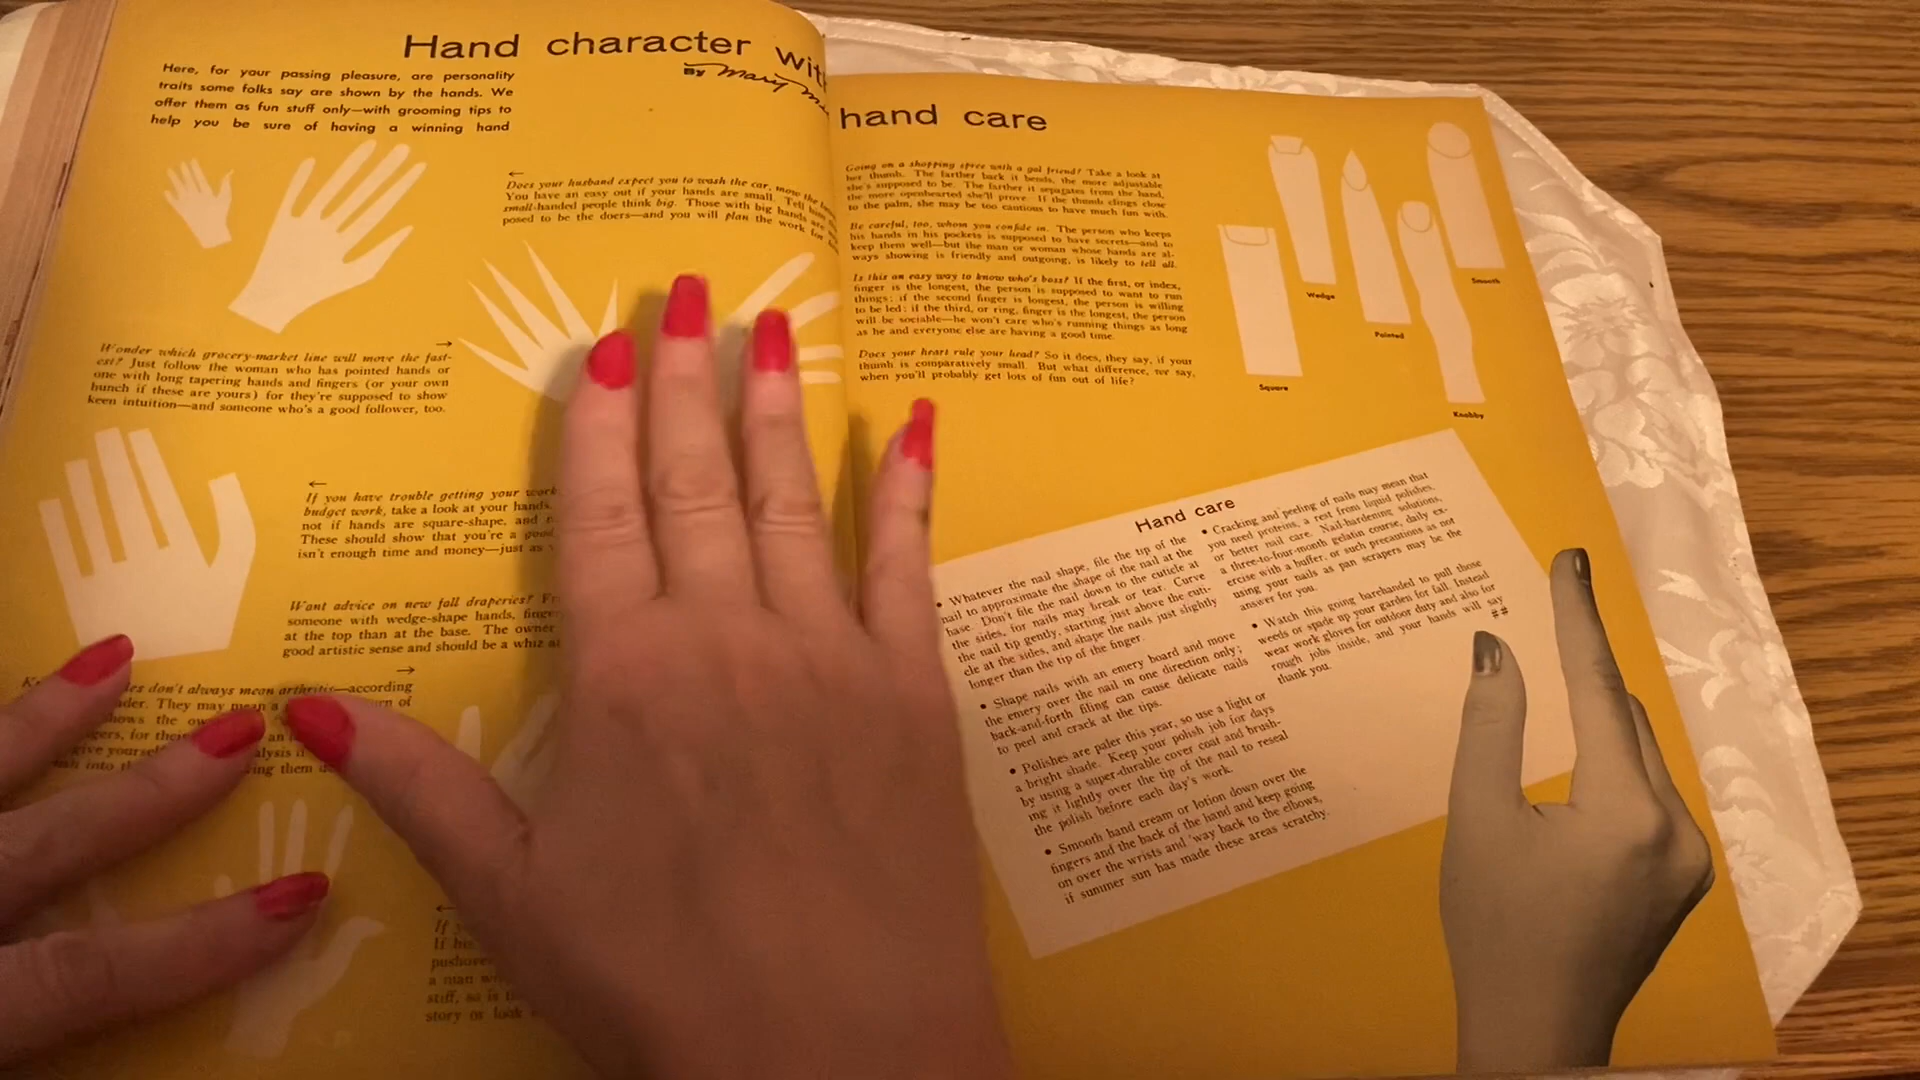 Hand character with
By Mary
Here, for your passing pleasure, are personality
traits some folks say are shown by the hands. We
offer them as fun stuff only—with grooming tips to
help you be sure of having a winning hand
←
Does your husband expect you to wash the car, mow the
You have an easy out if your hands are small. Tell
small-handed people think big. Those with big hands are
posed to be the doers—and you will plan the work for
→
Wonder which grocery-market line will move the fast-
est? Just follow the woman who has pointed hands or
one with long tapering hands and fingers (or your own
hunch if these are yours) for they're supposed to show
keen intuition—and someone who's a good follower, too.
←
If you have trouble getting your work
budget work, take a look at your hands.
not if hands are square-shape, and
These should show that you're a good
isn't enough time and money—just as
Want advice on new fall draperies?
someone with wedge-shape hands,
at the top than at the base. The owner
good artistic sense and should be a whiz
→
don't always mean arthritis—according
They may mean a
shows the
for their an
give
into ing them
←
If
If his
a man
stiff, so is
story or look
hand care
Going on a shopping spree with a gal friend? Take a look at
her thumb. The farther back it bends, the more adjustable
she's supposed to be. The farther it separates from the hand,
the more openhearted she'll prove. If the thumb clings close
to the palm, she may be too cautious to have much fun with.
Be careful, too, whom you confide in. The person who keeps
his hands in his pockets is supposed to have secrets—and to
keep them well—but the man or woman whose hands are al-
ways showing is friendly and outgoing, is likely to tell all.
Is this an easy way to know who's boss? If the first, or index,
finger is the longest, the person is supposed to want to run
things; if the second finger is longest, the person is willing
to be led; if the third, or ring, finger is the longest, the person
will be sociable—he won't care who's running things as long
as he and everyone else are having a good time.
Does your heart rule your head? So it does, they say, if your
thumb is comparatively small. But what difference, we say,
when you'll probably get lots of fun out of life?
Square
Wedge
Pointed
Knobby
Smooth
Hand care
• Whatever the nail shape, file the tip of the
nail to approximate the shape of the nail at the
base. Don't file the nail down to the cuticle at
the sides, for nails may break or tear. Curve
the nail tip gently, starting just above the cuti-
cle at the sides, and shape the nails just slightly
longer than the tip of the finger.
• Shape nails with an emery board and move
the emery over the nail in one direction only;
back-and-forth filing can cause delicate nails
to peel and crack at the tips.
• Polishes are paler this year, so use a light or
a bright shade. Keep your polish job for days
by using a super-durable cover coat and brush-
ing it lightly over the tip of the nail to reseal
the polish before each day's work.
• Smooth hand cream or lotion down over the
fingers and the back of the hand and keep going
on over the wrists and 'way back to the elbows,
if summer sun has made these areas scratchy.
• Cracking and peeling of nails may mean that
you need proteins, a rest from liquid polishes,
or better nail care. Nail-hardening solutions,
a three-to-four-month gelatin course, daily ex-
ercise with a buffer, or such precautions as not
using your nails as pan scrapers may be the
answer for you.
• Watch this going barehanded to pull those
weeds or spade up your garden for fall. Instead
wear work gloves for outdoor duty and also for
rough jobs inside, and your hands will say
thank you. ##